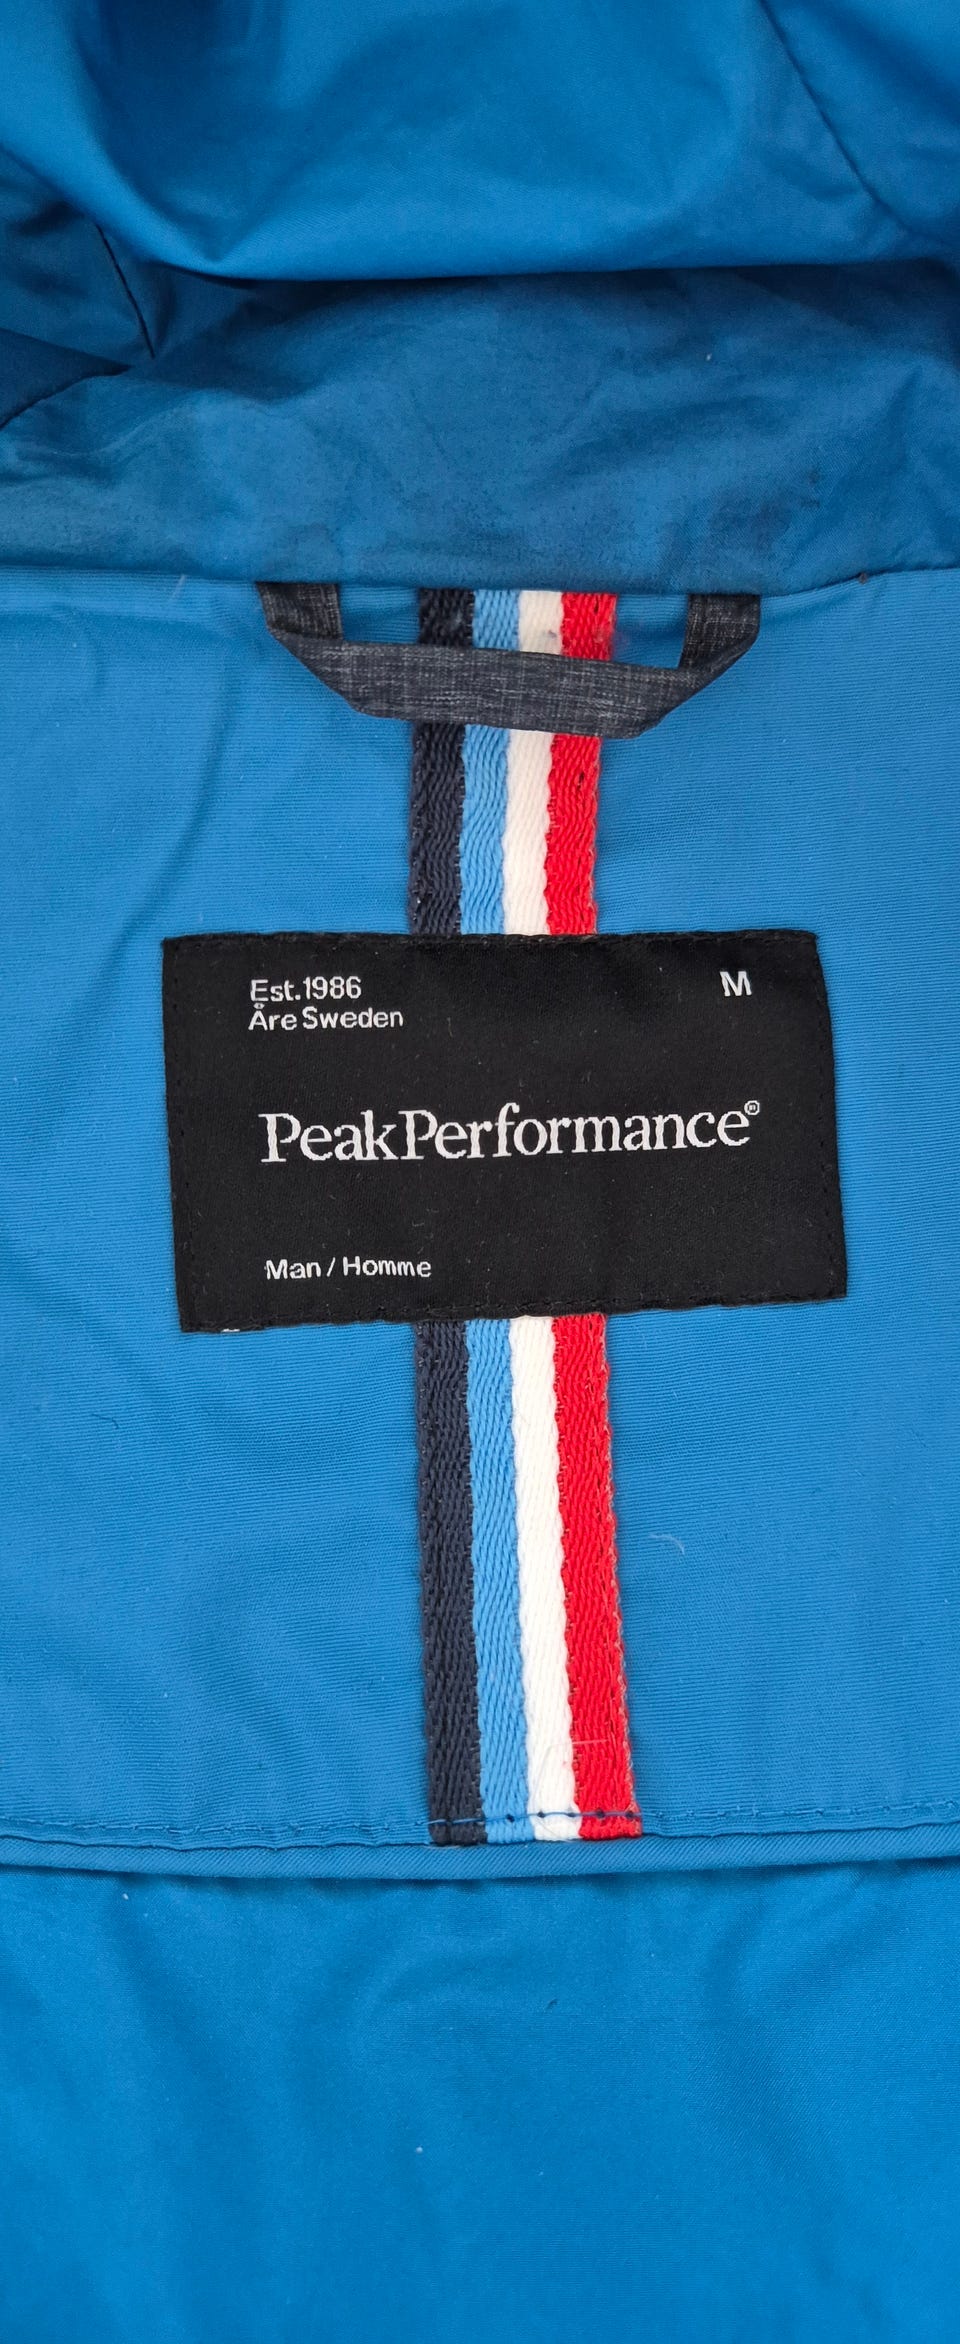 Est.1986
M
Åre Sweden
PeakPerformance®
Man / Homme